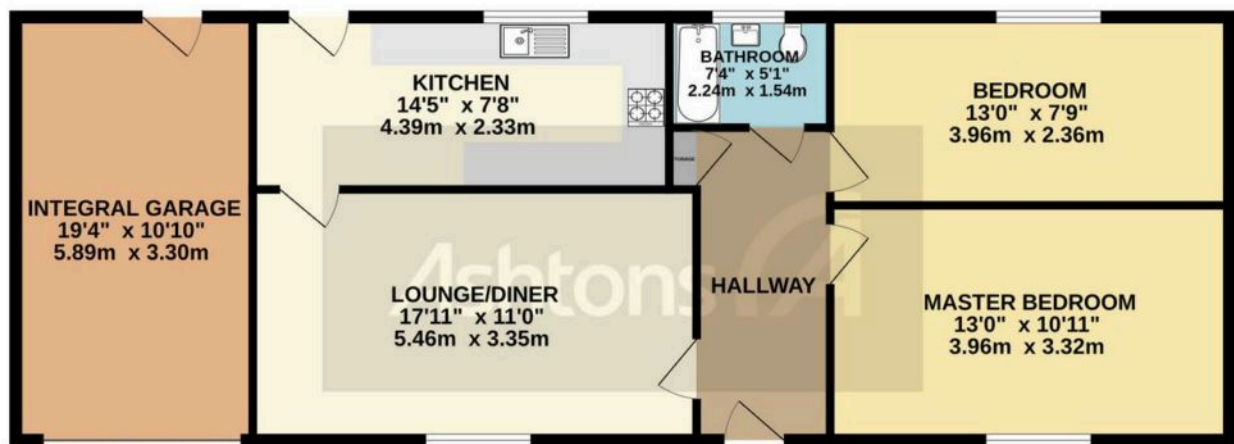 INTEGRAL GARAGE
19'4" x 10'10"
5.89m x 3.30m
KITCHEN
14'5" x 7'8"
4.39m x 2.33m
BATHROOM
7'4" x 5'1"
2.24m x 1.54m
BEDROOM
13'0" x 7'9"
3.96m x 2.36m
LOUNGE/DINER
17'11" x 11'0"
5.46m x 3.35m
HALLWAY
MASTER BEDROOM
13'0" x 10'11"
3.96m x 3.32m
Ashtons